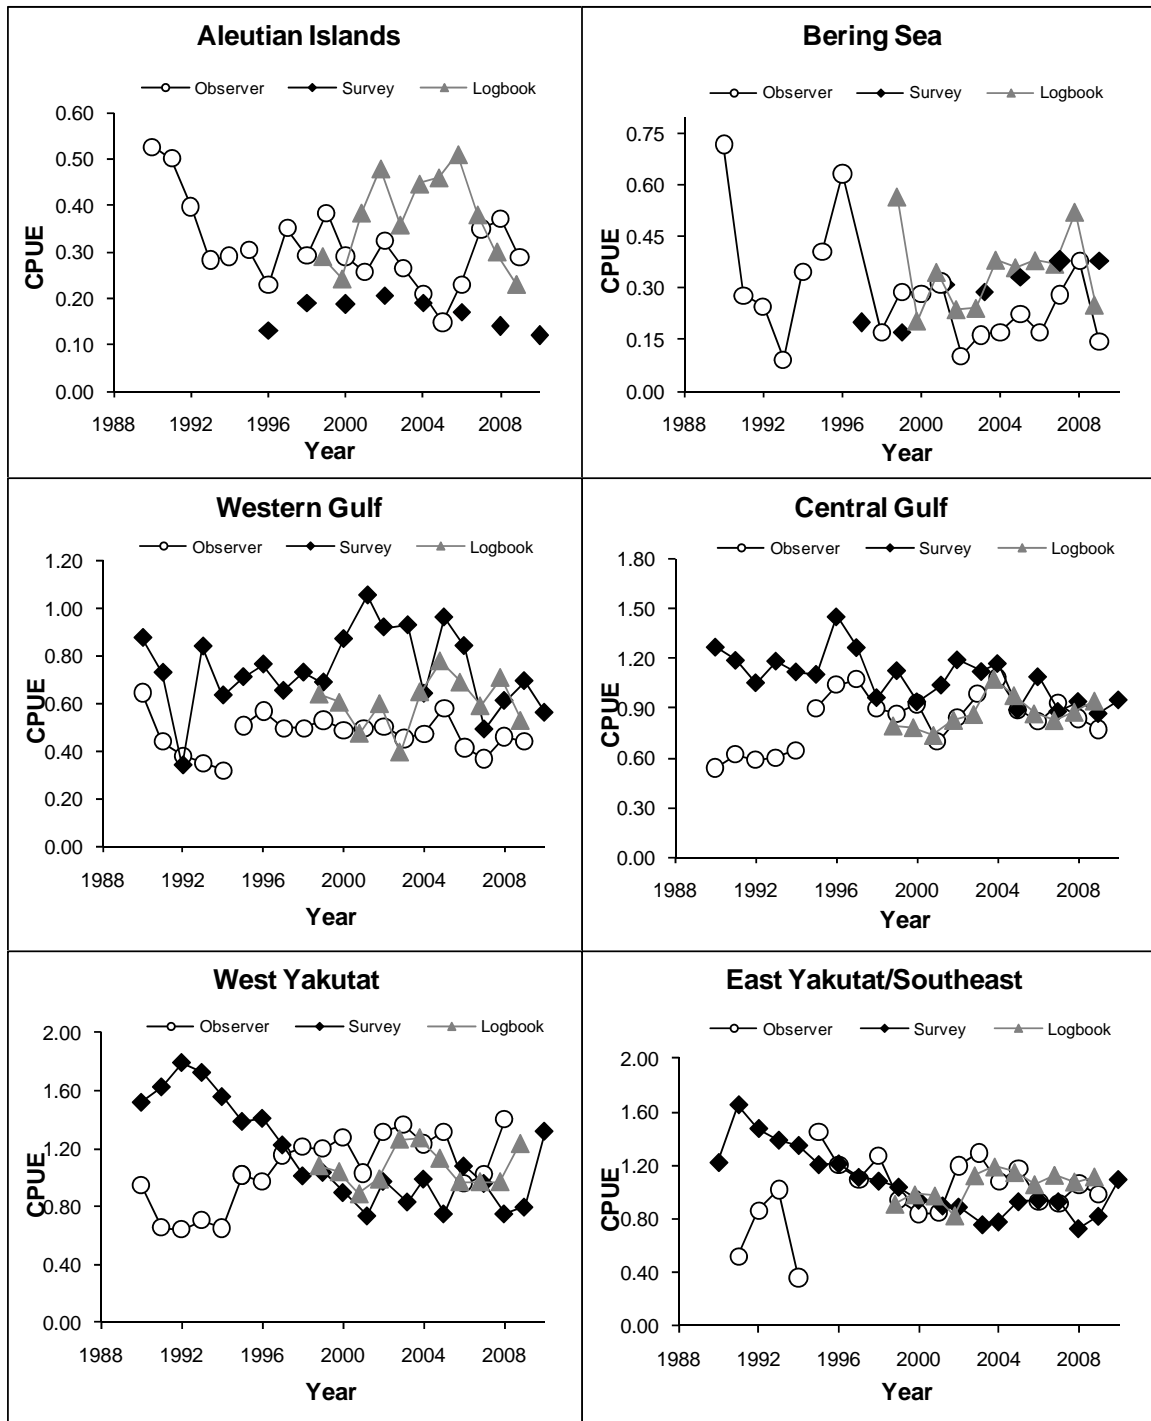 Aleutian Islands
Observer Survey Logbook
0.60
0.50
0.40
0.30
0.20
0.10
0.00
CPUE
1988 1992 1996 2000 2004 2008
Year
Bering Sea
Observer Survey Logbook
0.75
0.60
0.45
0.30
0.15
0.00
CPUE
1988 1992 1996 2000 2004 2008
Year
Western Gulf
Observer Survey Logbook
1.20
1.00
0.80
0.60
0.40
0.20
0.00
CPUE
1988 1992 1996 2000 2004 2008
Year
Central Gulf
Observer Survey Logbook
1.80
1.50
1.20
0.90
0.60
0.30
0.00
CPUE
1988 1992 1996 2000 2004 2008
Year
West Yakutat
Observer Survey Logbook
2.00
1.60
1.20
0.80
0.40
0.00
CPUE
1988 1992 1996 2000 2004 2008
Year
East Yakutat/Southeast
Observer Survey Logbook
2.00
1.60
1.20
0.80
0.40
0.00
CPUE
1988 1992 1996 2000 2004 2008
Year